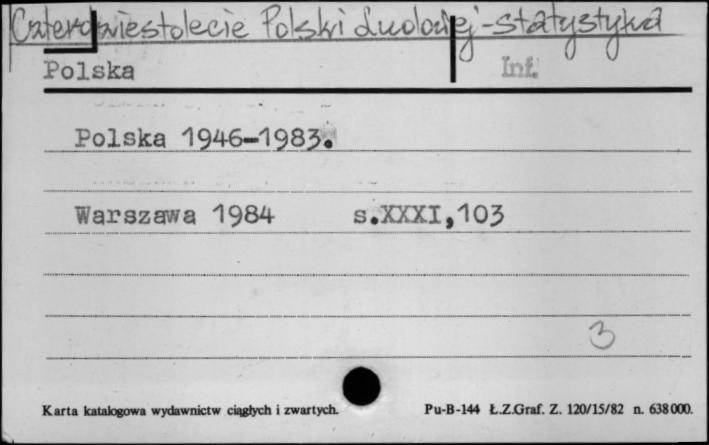 Czterdziestolecie Polski Ludowej - statystyka
Polska Inf.
Polska 1946-1983.
Warszawa 1984 s.XXXI,103
3
Karta katalogowa wydawnictw ciągłych i zwartych. Pu-B-144 Ł.Z.Graf. Z. 120/15/82 n. 638000.